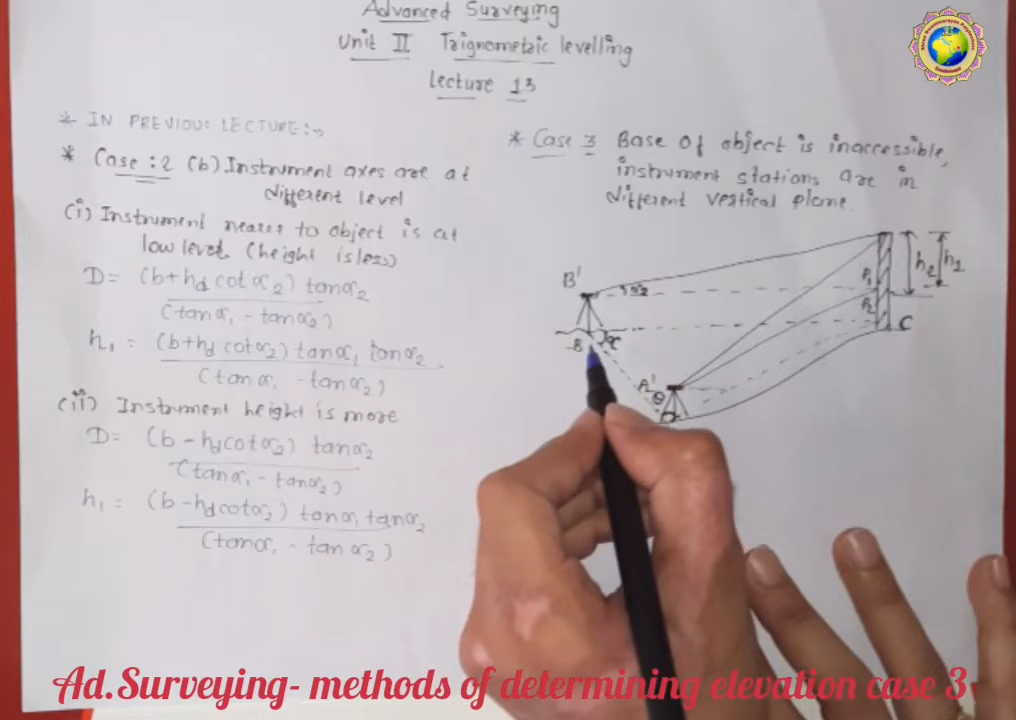 Advanced Surveying
Unit II Trignometric levelling
Lecture 13
* IN PREVIOUS LECTURE:~
* Case:2 (b) Instrument axes are at
different level
(i) Instrument nearer to object is at
low level (height is less)
D = (b+hd cot α2) tan α2
(tan α1 - tan α2)
h1 = (b+hd cot α2) tan α1 tan α2
(tan α1 - tan α2)
(ii) Instrument height is more
D = (b - hd cot α2) tan α2
(tan α1 - tan α2)
h1 = (b - hd cot α2) tan α1 tan α2
(tan α1 - tan α2)
* Case 3 Base of object is inaccessible,
instrument stations are in
different vertical plane
B'
α2
P1
P2
h2
h1
C
B
α
A'
θ
Ad.Surveying- methods of determining elevation case 3